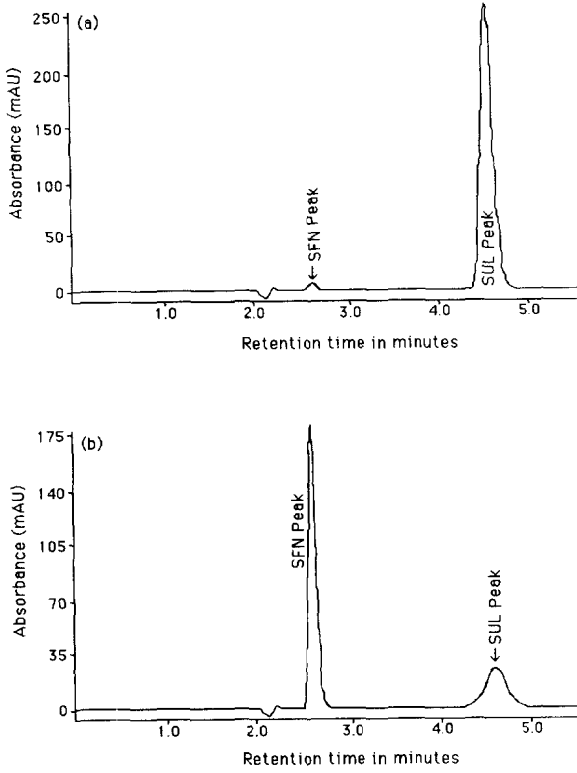 (a)
Absorbance (mAU)
250
200
150
100
50
0
SFN Peak
SUL Peak
1.0
2.0
3.0
4.0
5.0
Retention time in minutes
(b)
Absorbance (mAU)
175
140
105
70
35
0
SFN Peak
SUL Peak
1.0
2.0
3.0
4.0
5.0
Retention time in minutes